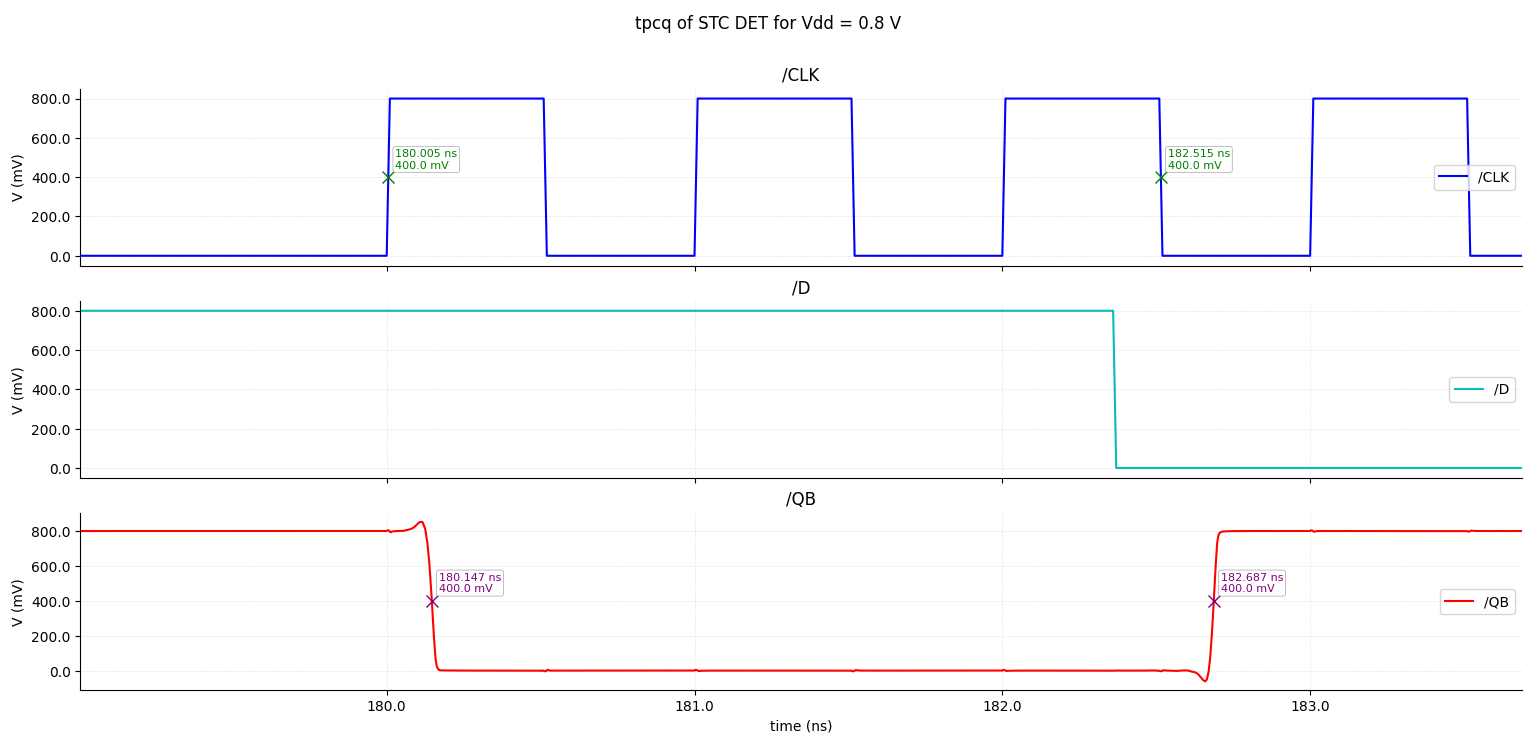 tpcq of STC DET for Vdd = 0.8 V
/CLK
V (mV)
800.0
600.0
400.0
200.0
0.0
180.005 ns
400.0 mV
182.515 ns
400.0 mV
/CLK
/D
V (mV)
800.0
600.0
400.0
200.0
0.0
/D
/QB
V (mV)
800.0
600.0
400.0
200.0
0.0
180.147 ns
400.0 mV
182.687 ns
400.0 mV
/QB
180.0
181.0
182.0
183.0
time (ns)